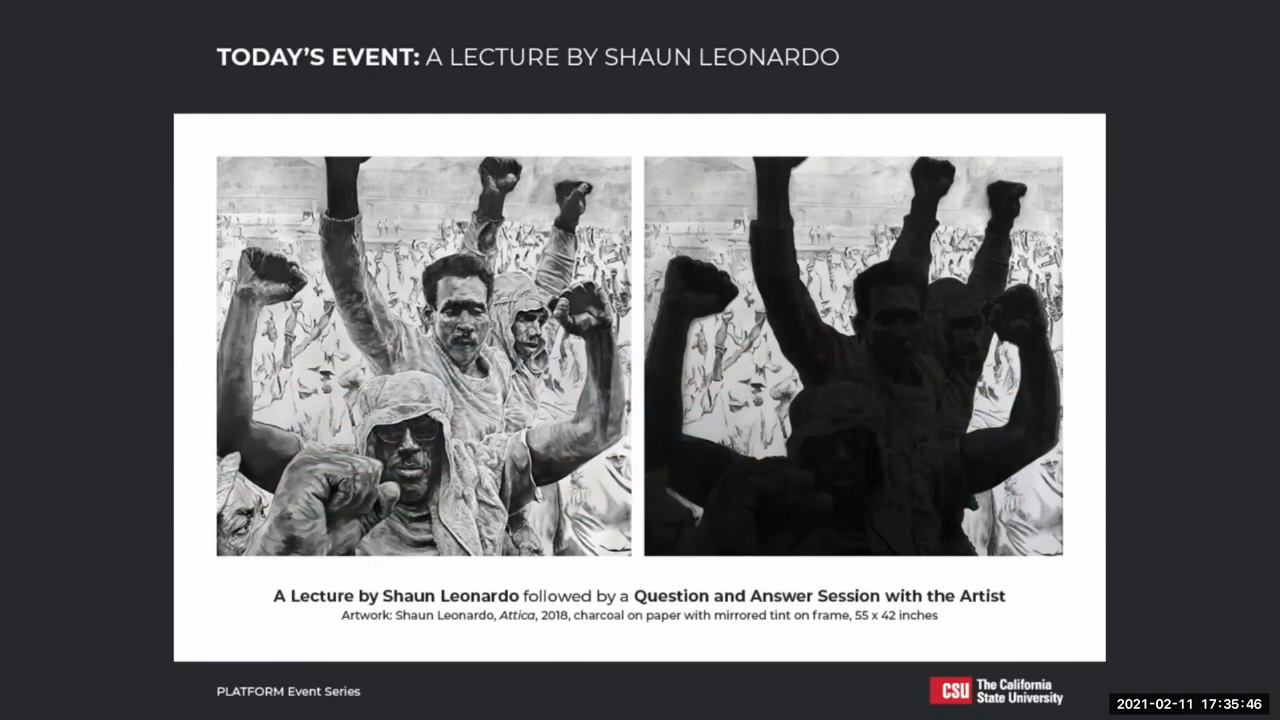 TODAY'S EVENT: A LECTURE BY SHAUN LEONARDO
A Lecture by Shaun Leonardo followed by a Question and Answer Session with the Artist
Artwork: Shaun Leonardo, Attica, 2018, charcoal on paper with mirrored tint on frame, 55 x 42 inches
PLATFORM Event Series
CSU The California
State University
2021-02-11 17:35:46